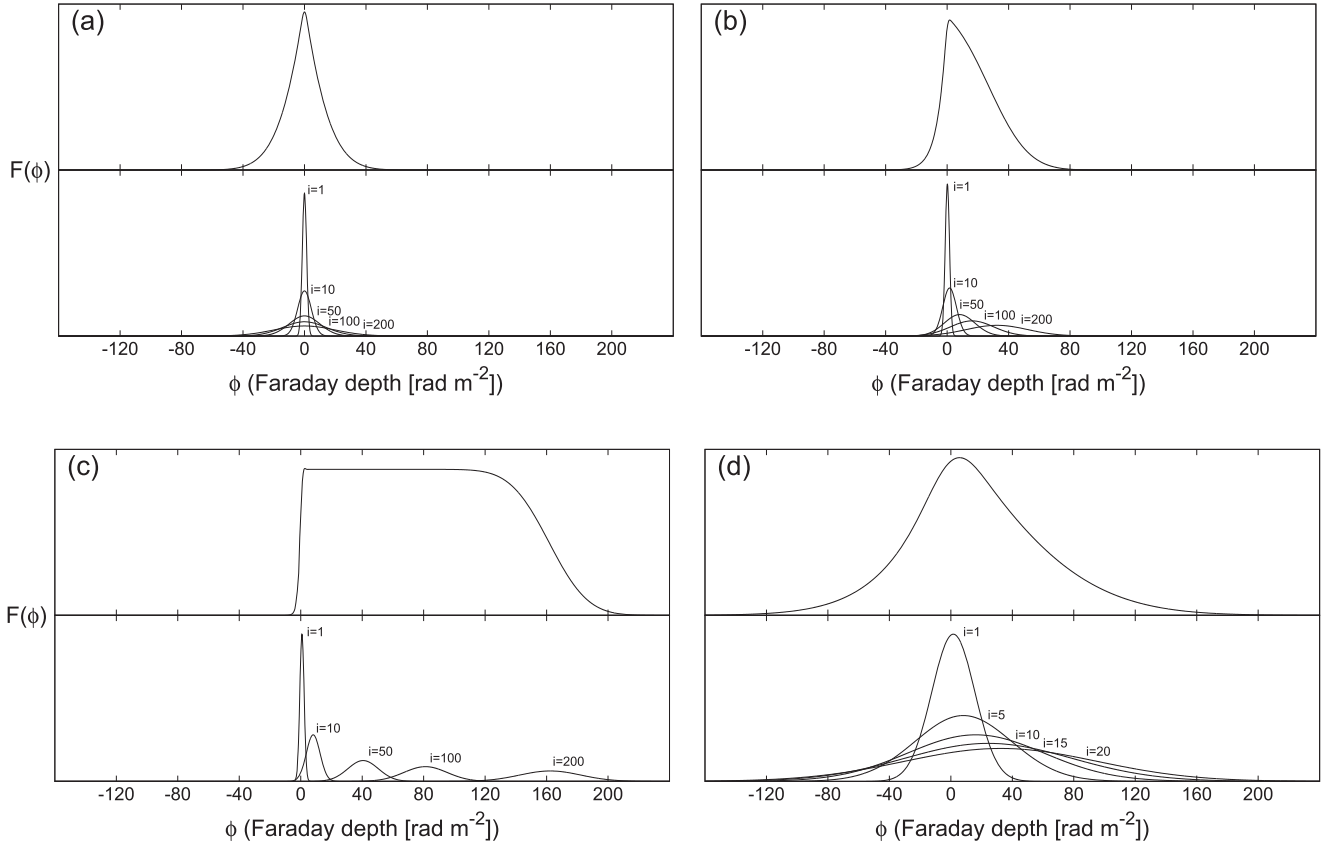 (a)
F(ϕ)
i=1
i=10
i=50
i=100
i=200
-120 -80 -40 0 40 80 120 160 200
ϕ (Faraday depth [rad m-2])
(b)
i=1
i=10
i=50
i=100
i=200
-120 -80 -40 0 40 80 120 160 200
ϕ (Faraday depth [rad m-2])
(c)
F(ϕ)
i=1
i=10
i=50
i=100
i=200
-120 -80 -40 0 40 80 120 160 200
ϕ (Faraday depth [rad m-2])
(d)
i=1
i=5
i=10
i=15
i=20
-120 -80 -40 0 40 80 120 160 200
ϕ (Faraday depth [rad m-2])